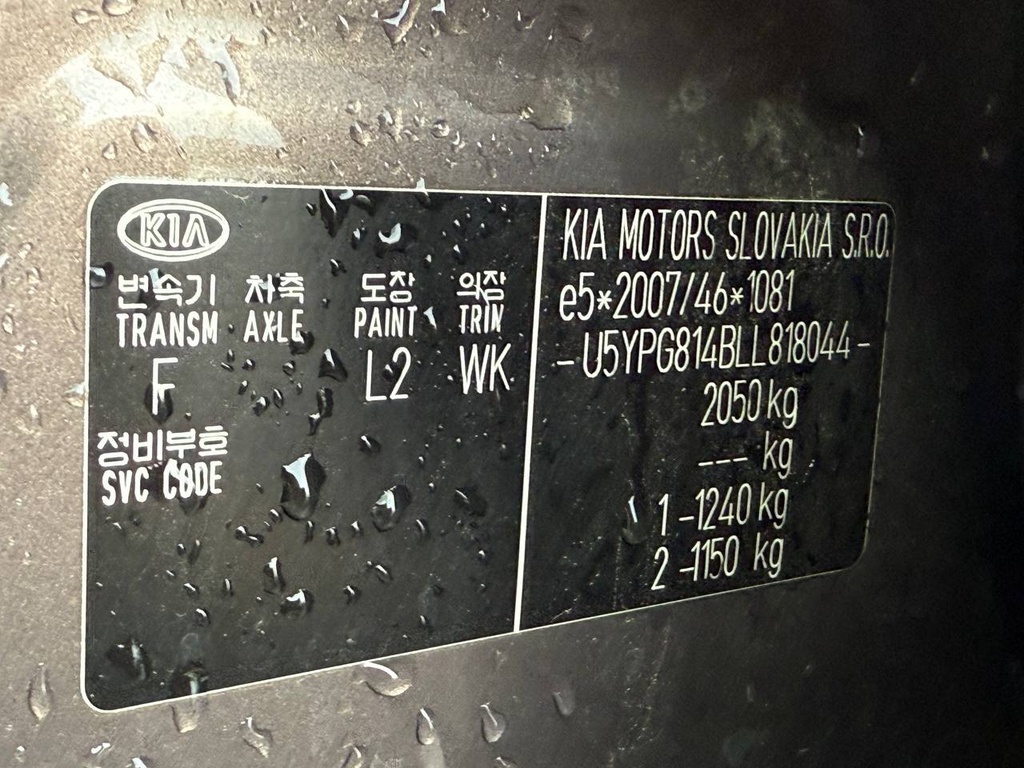 KIA
변속기 차축 도장 의장
TRANSM AXLE PAINT TRIN
F L2 WK
정비부호
SVC CODE
KIA MOTORS SLOVAKIA S.R.O.
e5*2007/46*1081
-U5YPG814BLL818044-
2050 kg
--- kg
1 -1240 kg
2 -1150 kg